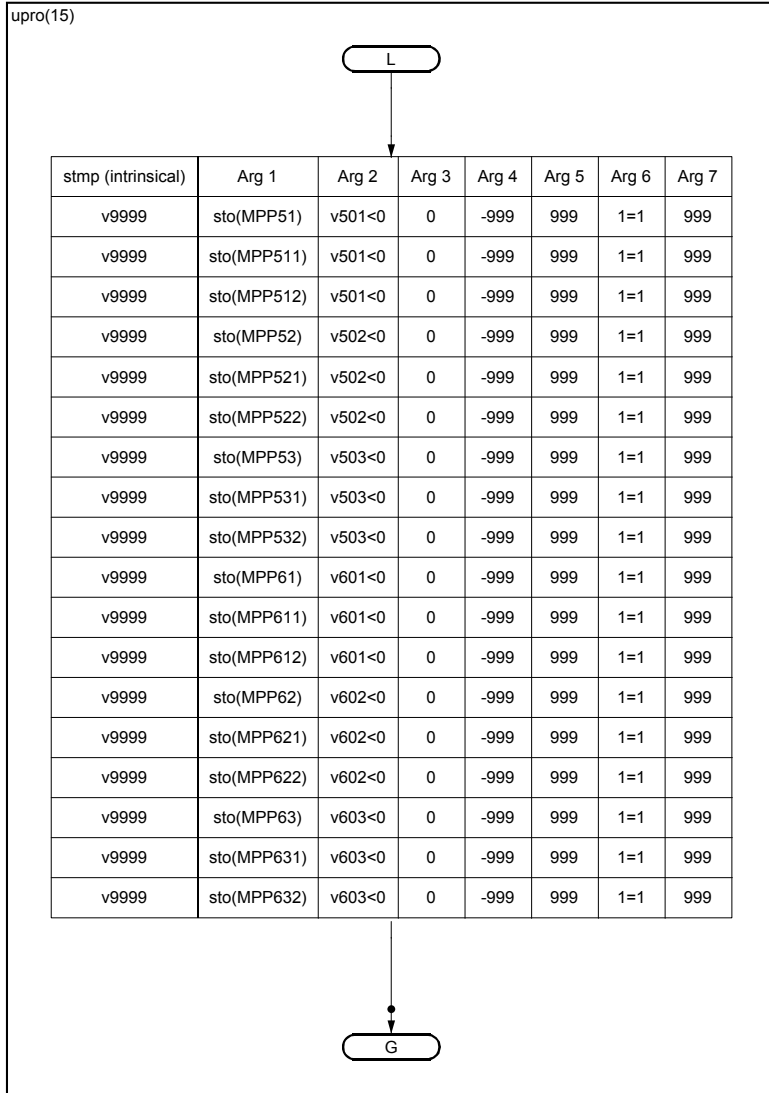 upro(15)
L
stmp (intrinsical) Arg 1 Arg 2 Arg 3 Arg 4 Arg 5 Arg 6 Arg 7
v9999 sto(MPP51) v501<0 0 -999 999 1=1 999
v9999 sto(MPP511) v501<0 0 -999 999 1=1 999
v9999 sto(MPP512) v501<0 0 -999 999 1=1 999
v9999 sto(MPP52) v502<0 0 -999 999 1=1 999
v9999 sto(MPP521) v502<0 0 -999 999 1=1 999
v9999 sto(MPP522) v502<0 0 -999 999 1=1 999
v9999 sto(MPP53) v503<0 0 -999 999 1=1 999
v9999 sto(MPP531) v503<0 0 -999 999 1=1 999
v9999 sto(MPP532) v503<0 0 -999 999 1=1 999
v9999 sto(MPP61) v601<0 0 -999 999 1=1 999
v9999 sto(MPP611) v601<0 0 -999 999 1=1 999
v9999 sto(MPP612) v601<0 0 -999 999 1=1 999
v9999 sto(MPP62) v602<0 0 -999 999 1=1 999
v9999 sto(MPP621) v602<0 0 -999 999 1=1 999
v9999 sto(MPP622) v602<0 0 -999 999 1=1 999
v9999 sto(MPP63) v603<0 0 -999 999 1=1 999
v9999 sto(MPP631) v603<0 0 -999 999 1=1 999
v9999 sto(MPP632) v603<0 0 -999 999 1=1 999
G